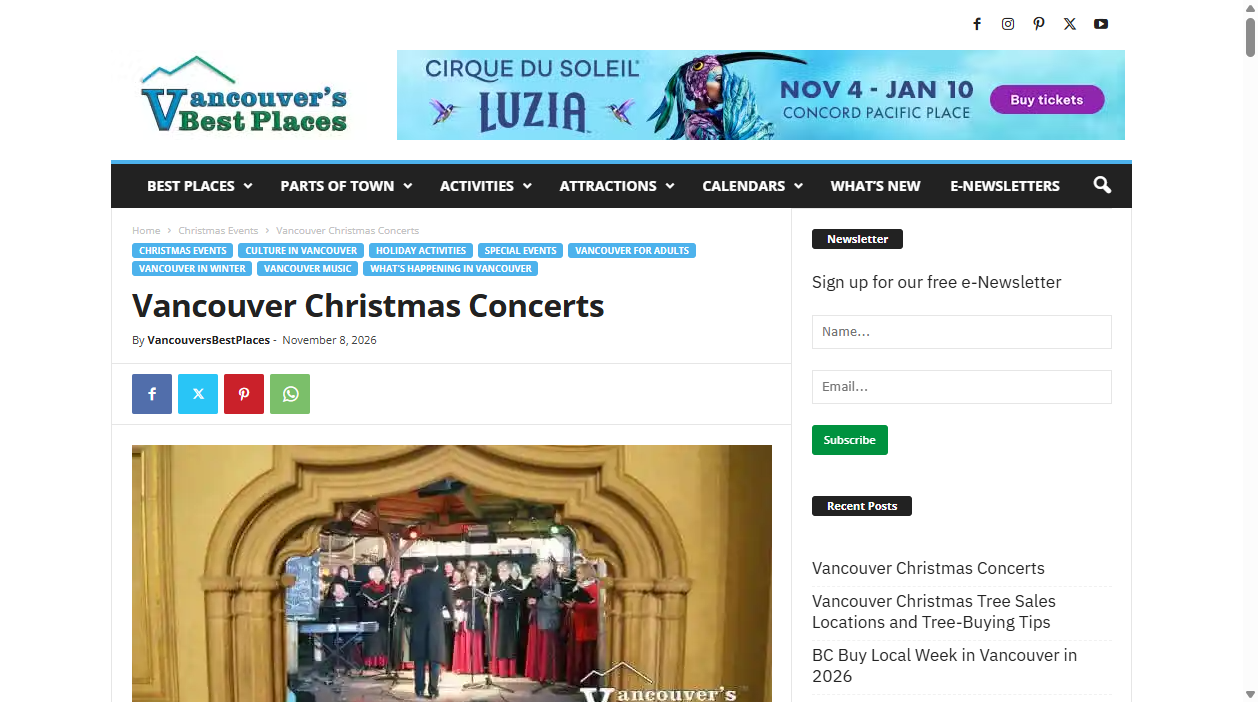 Vancouver's
Best Places
CIRQUE DU SOLEIL
LUZIA
NOV 4 - JAN 10
CONCORD PACIFIC PLACE
Buy tickets
BEST PLACES
PARTS OF TOWN
ACTIVITIES
ATTRACTIONS
CALENDARS
WHAT'S NEW
E-NEWSLETTERS
Home › Christmas Events › Vancouver Christmas Concerts
CHRISTMAS EVENTS
CULTURE IN VANCOUVER
HOLIDAY ACTIVITIES
SPECIAL EVENTS
VANCOUVER FOR ADULTS
VANCOUVER IN WINTER
VANCOUVER MUSIC
WHAT'S HAPPENING IN VANCOUVER
Vancouver Christmas Concerts
By VancouversBestPlaces - November 8, 2026
Vancouver's
Newsletter
Sign up for our free e-Newsletter
Name...
Email...
Subscribe
Recent Posts
Vancouver Christmas Concerts
Vancouver Christmas Tree Sales
Locations and Tree-Buying Tips
BC Buy Local Week in Vancouver in
2026